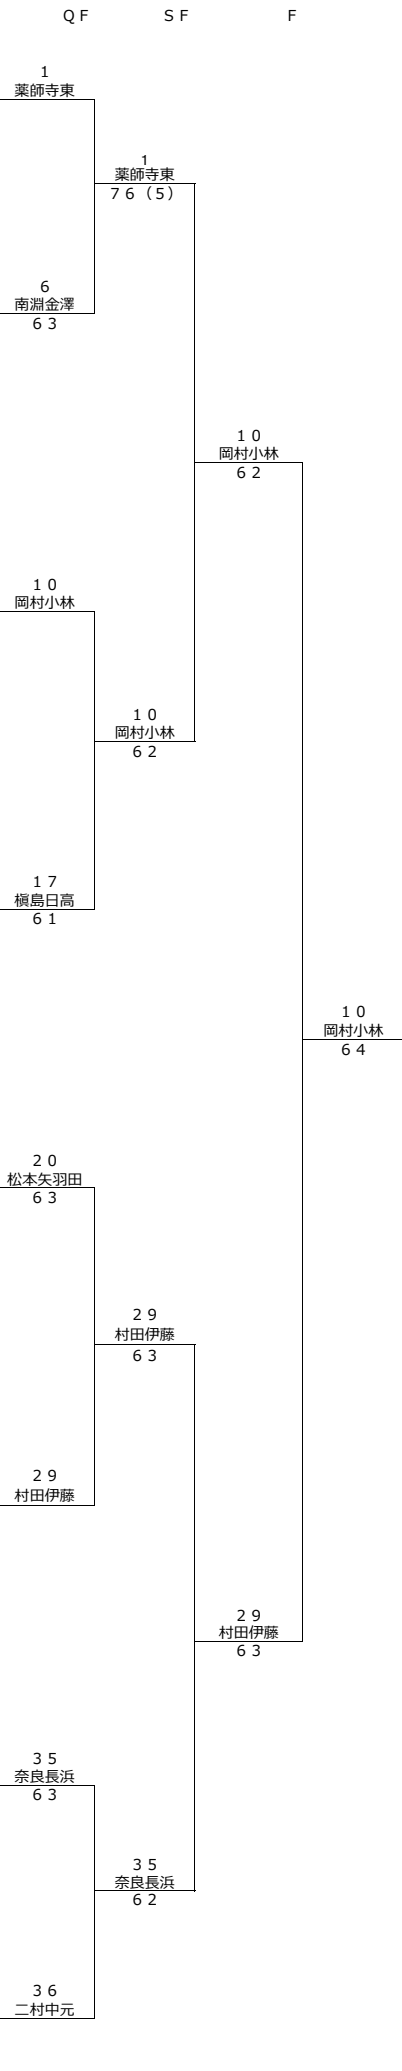 ＱＦ ＳＦ Ｆ
１
薬師寺東
１
薬師寺東
７６（５）
６
南淵金澤
６３
１０
岡村小林
６２
１０
岡村小林
１０
岡村小林
６２
１７
槇島日高
６１
１０
岡村小林
６４
２０
松本矢羽田
６３
２９
村田伊藤
６３
２９
村田伊藤
２９
村田伊藤
６３
３５
奈良長浜
６３
３５
奈良長浜
６２
３６
二村中元